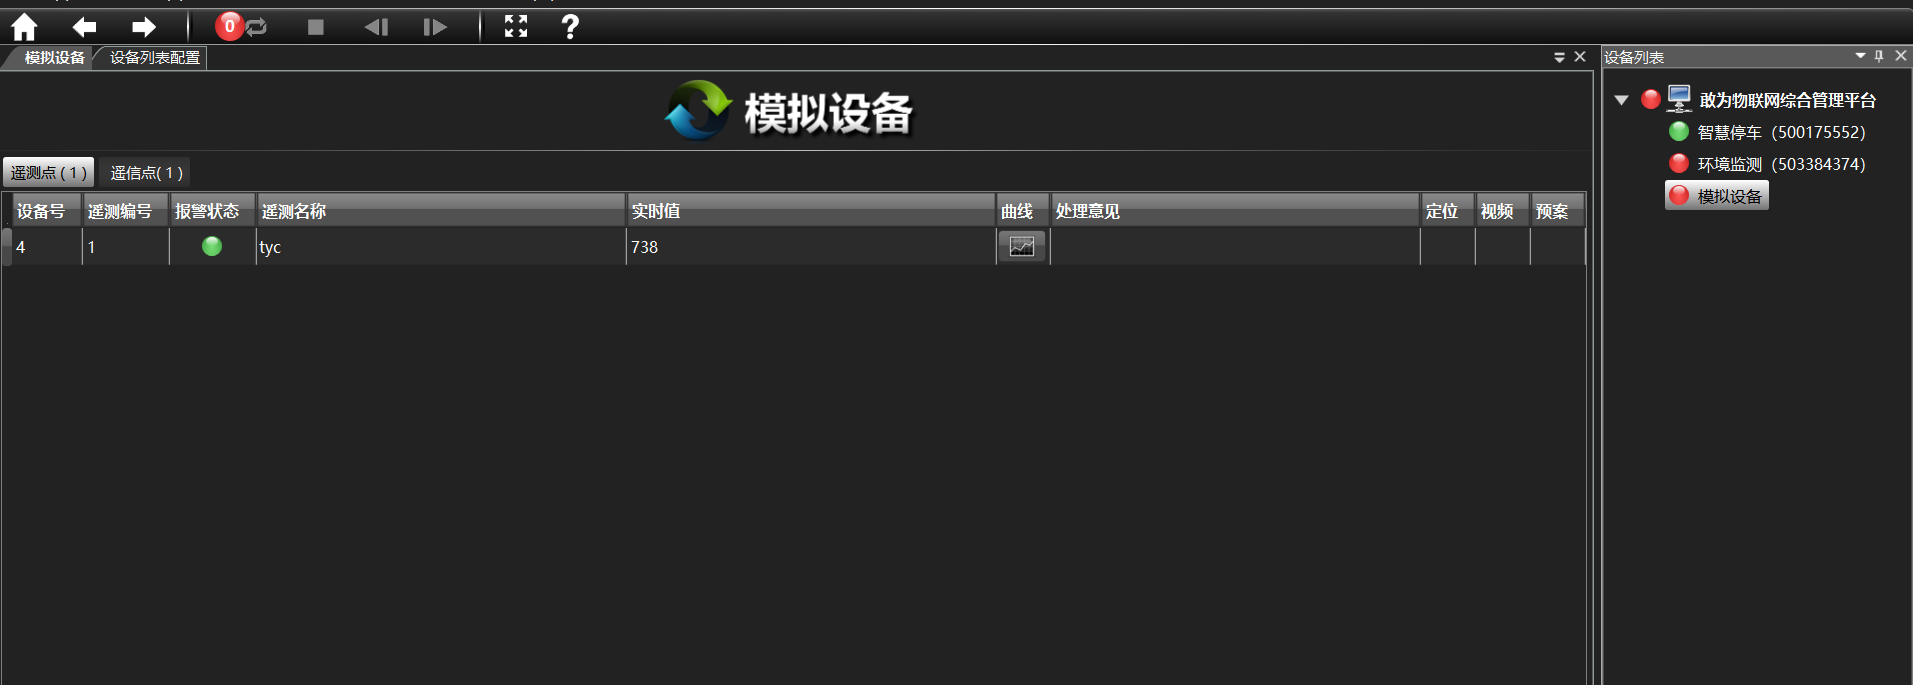 0
?
模拟设备 设备列表配置
设备列表
模拟设备
遥测点 ( 1 ) 遥信点( 1 )
设备号 遥测编号 报警状态 遥测名称 实时值 曲线 处理意见 定位 视频 预案
4 1 tyc 738
敢为物联网综合管理平台
智慧停车（500175552）
环境监测（503384374）
模拟设备